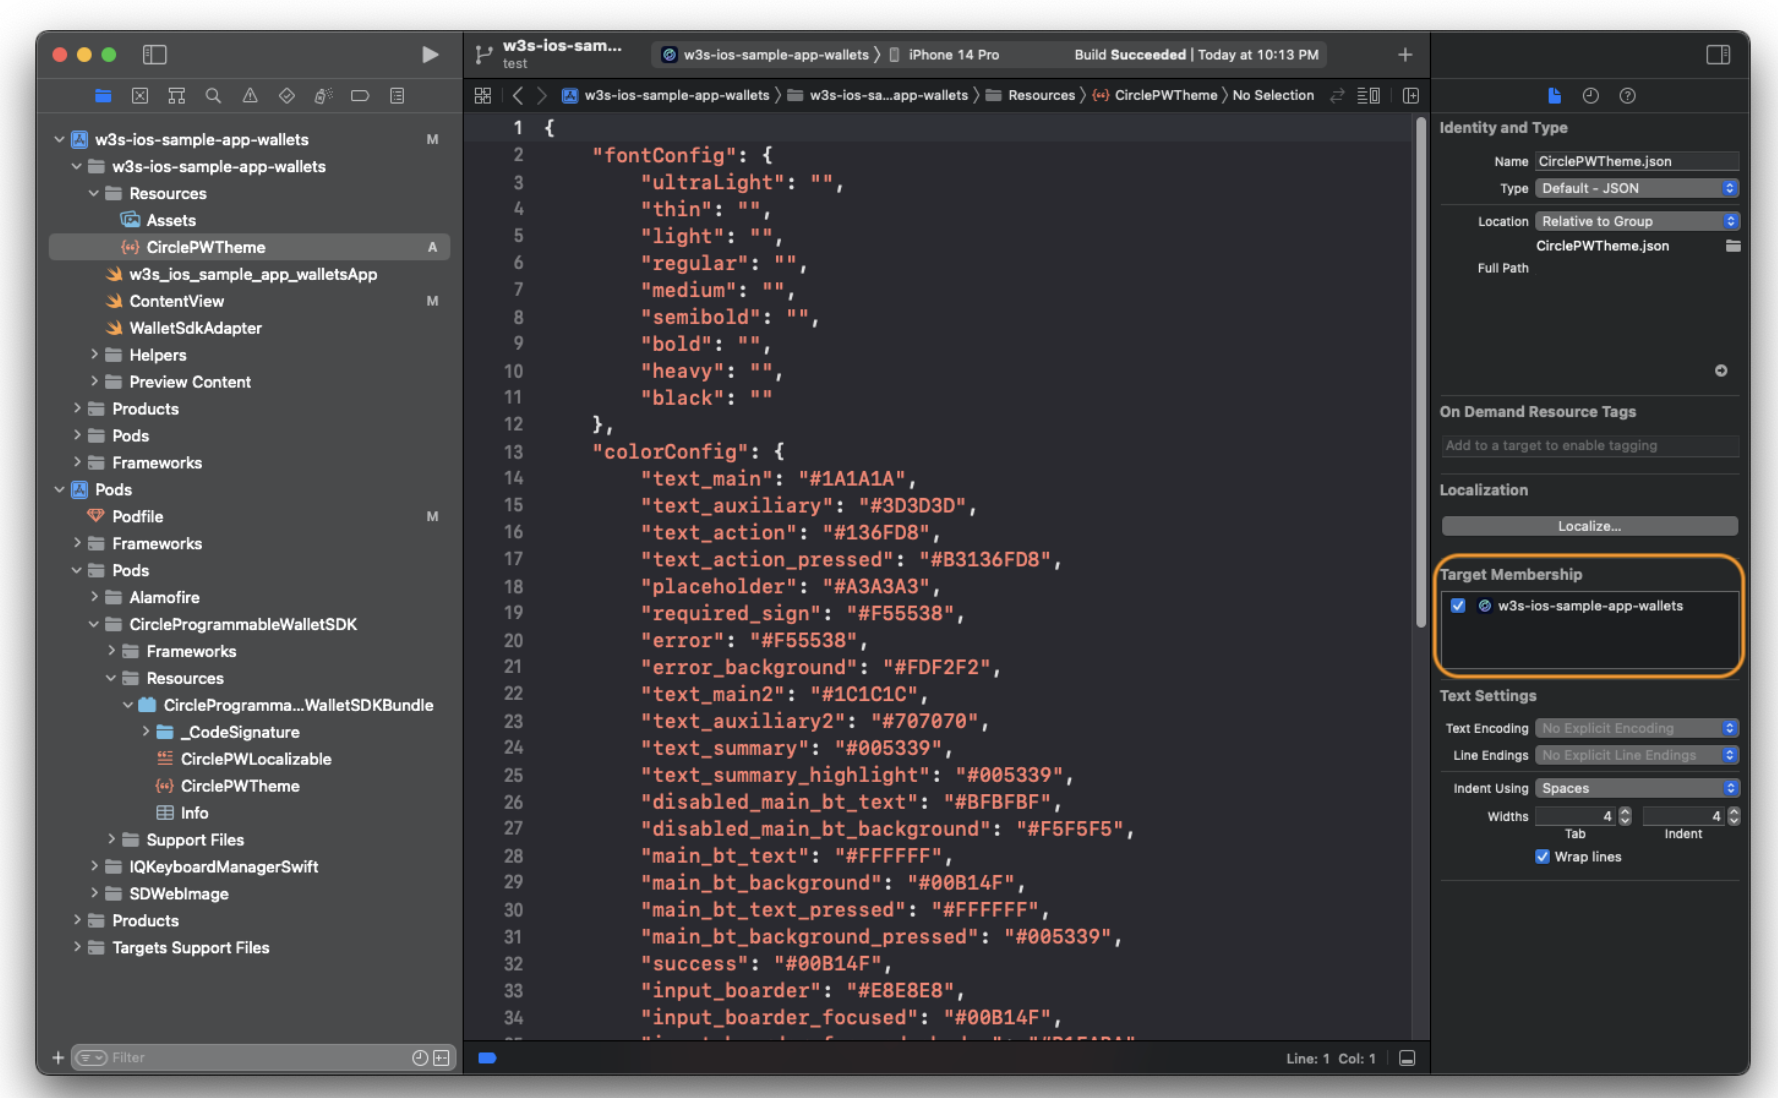 w3s-ios-sam...
test
w3s-ios-sample-app-wallets 〉 iPhone 14 Pro
Build Succeeded | Today at 10:13 PM
w3s-ios-sample-app-wallets 〉 w3s-ios-sa...app-wallets 〉 Resources 〉 CirclePWTheme 〉 No Selection
w3s-ios-sample-app-wallets M
w3s-ios-sample-app-wallets
Resources
Assets
CirclePWTheme A
w3s_ios_sample_app_walletsApp
ContentView M
WalletSdkAdapter
Helpers
Preview Content
Products
Pods
Frameworks
Pods
Podfile M
Frameworks
Pods
Alamofire
CircleProgrammableWalletSDK
Frameworks
Resources
CircleProgramma...WalletSDKBundle
_CodeSignature
CirclePWLocalizable
CirclePWTheme
Info
Support Files
IQKeyboardManagerSwift
SDWebImage
Products
Targets Support Files
Filter
1 {
2 "fontConfig": {
3 "ultraLight": "",
4 "thin": "",
5 "light": "",
6 "regular": "",
7 "medium": "",
8 "semibold": "",
9 "bold": "",
10 "heavy": "",
11 "black": ""
12 },
13 "colorConfig": {
14 "text_main": "#1A1A1A",
15 "text_auxiliary": "#3D3D3D",
16 "text_action": "#136FD8",
17 "text_action_pressed": "#B3136FD8",
18 "placeholder": "#A3A3A3",
19 "required_sign": "#F55538",
20 "error": "#F55538",
21 "error_background": "#FDF2F2",
22 "text_main2": "#1C1C1C",
23 "text_auxiliary2": "#707070",
24 "text_summary": "#005339",
25 "text_summary_highlight": "#005339",
26 "disabled_main_bt_text": "#BFBFBF",
27 "disabled_main_bt_background": "#F5F5F5",
28 "main_bt_text": "#FFFFFF",
29 "main_bt_background": "#00B14F",
30 "main_bt_text_pressed": "#FFFFFF",
31 "main_bt_background_pressed": "#005339",
32 "success": "#00B14F",
33 "input_boarder": "#E8E8E8",
34 "input_boarder_focused": "#00B14F",
Line: 1 Col: 1
Identity and Type
Name CirclePWTheme.json
Type Default - JSON
Location Relative to Group
CirclePWTheme.json
Full Path
On Demand Resource Tags
Add to a target to enable tagging
Localization
Localize...
Target Membership
w3s-ios-sample-app-wallets
Text Settings
Text Encoding No Explicit Encoding
Line Endings No Explicit Line Endings
Indent Using Spaces
Widths 4 4
Tab Indent
Wrap lines